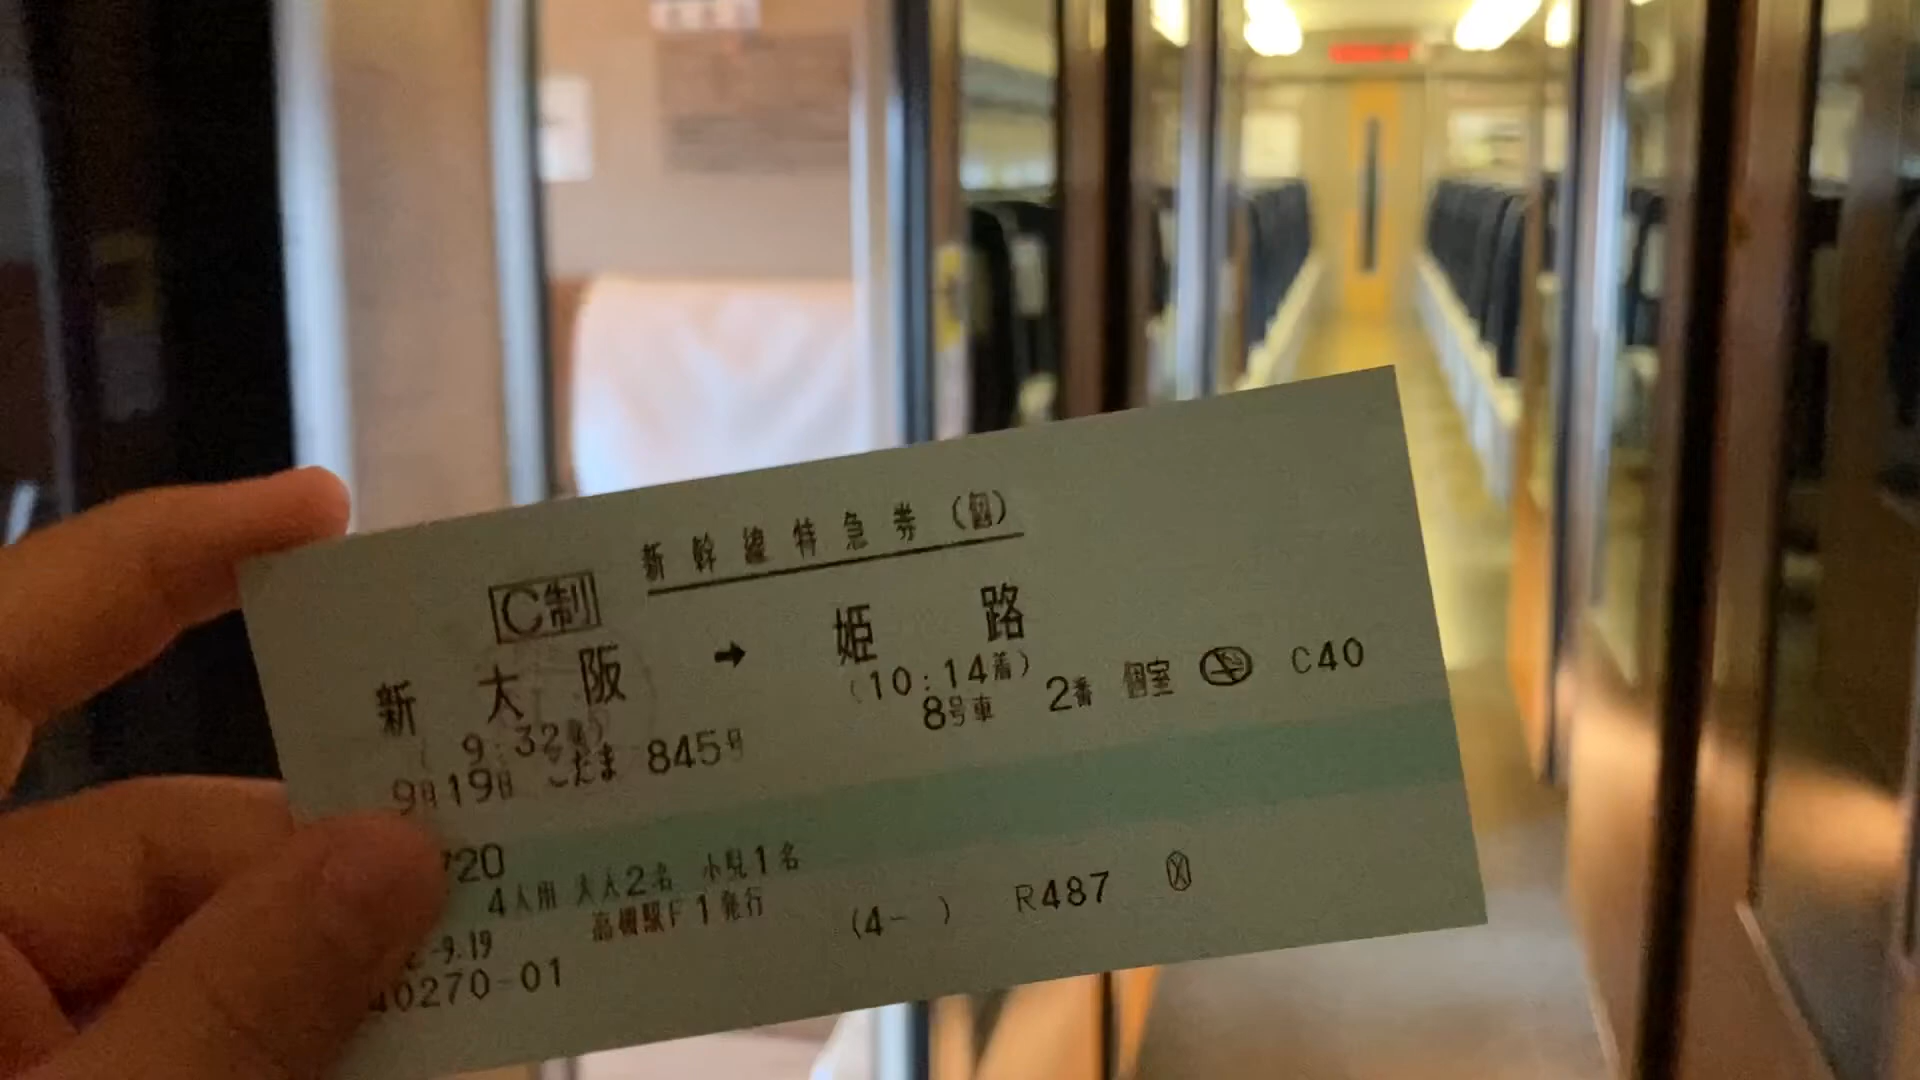 新幹線特急券（個）
C制
新大阪 ➡ 姫路
（ 9:32発）（10:14着）
9月19日 こだま 845号 8号車 2番 個室 C40
720
4人用 大人2名 小児1名
高槻駅F1発行 （4- ） R487
-9.19
40270-01